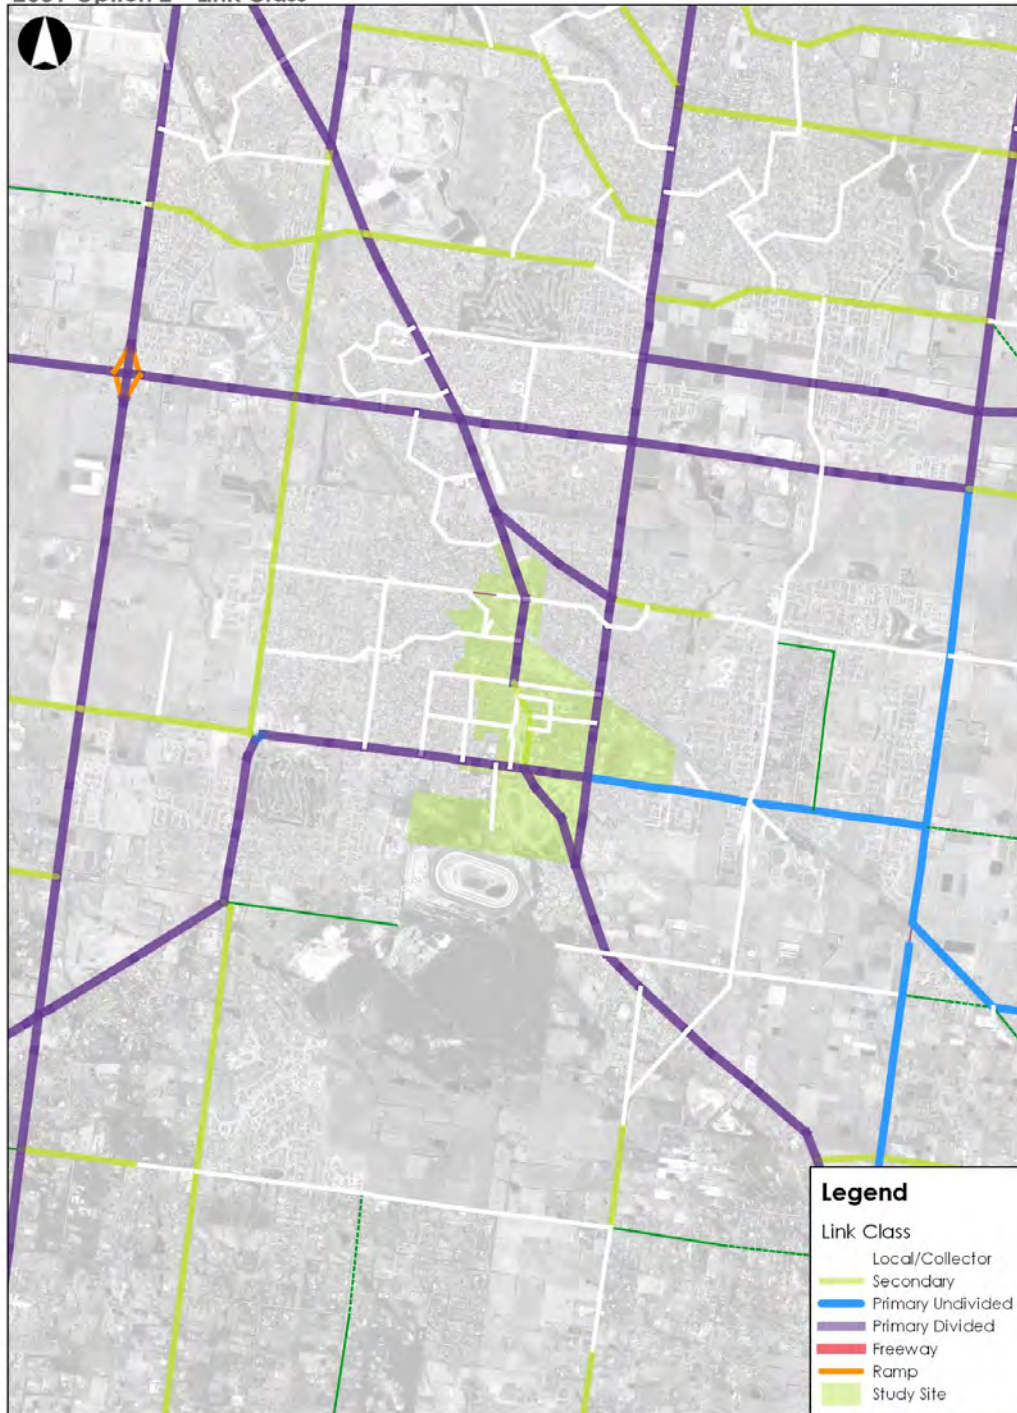 Legend
Link Class
Local/Collector
Secondary
Primary Undivided
Primary Divided
Freeway
Ramp
Study Site